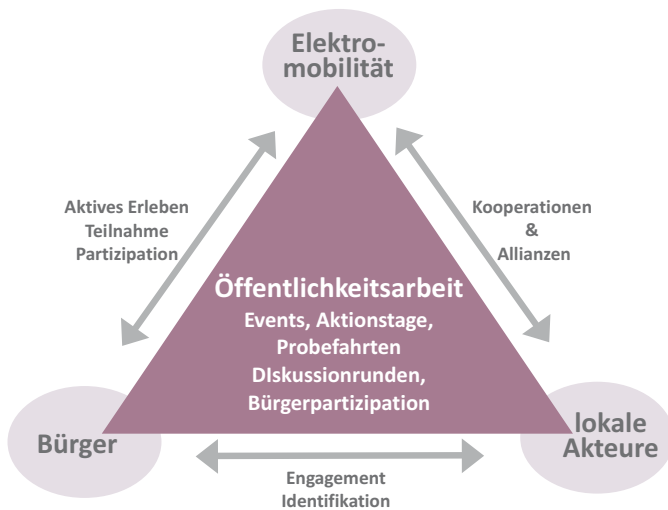 Elektro-
mobilität
Aktives Erleben
Teilnahme
Partizipation
Kooperationen
&
Allianzen
Öffentlichkeitsarbeit
Events, Aktionstage,
Probefahrten
DIskussionrunden,
Bürgerpartizipation
Bürger
lokale
Akteure
Engagement
Identifikation